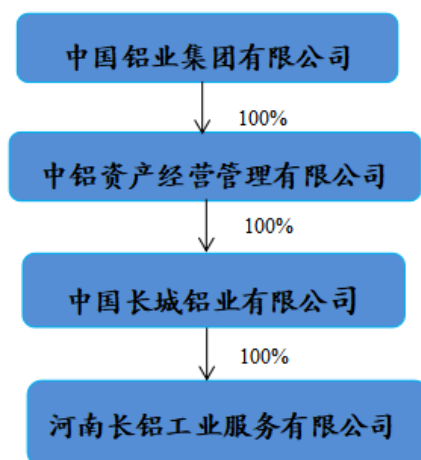 中国铝业集团有限公司
100%
中铝资产经营管理有限公司
100%
中国长城铝业有限公司
100%
河南长铝工业服务有限公司